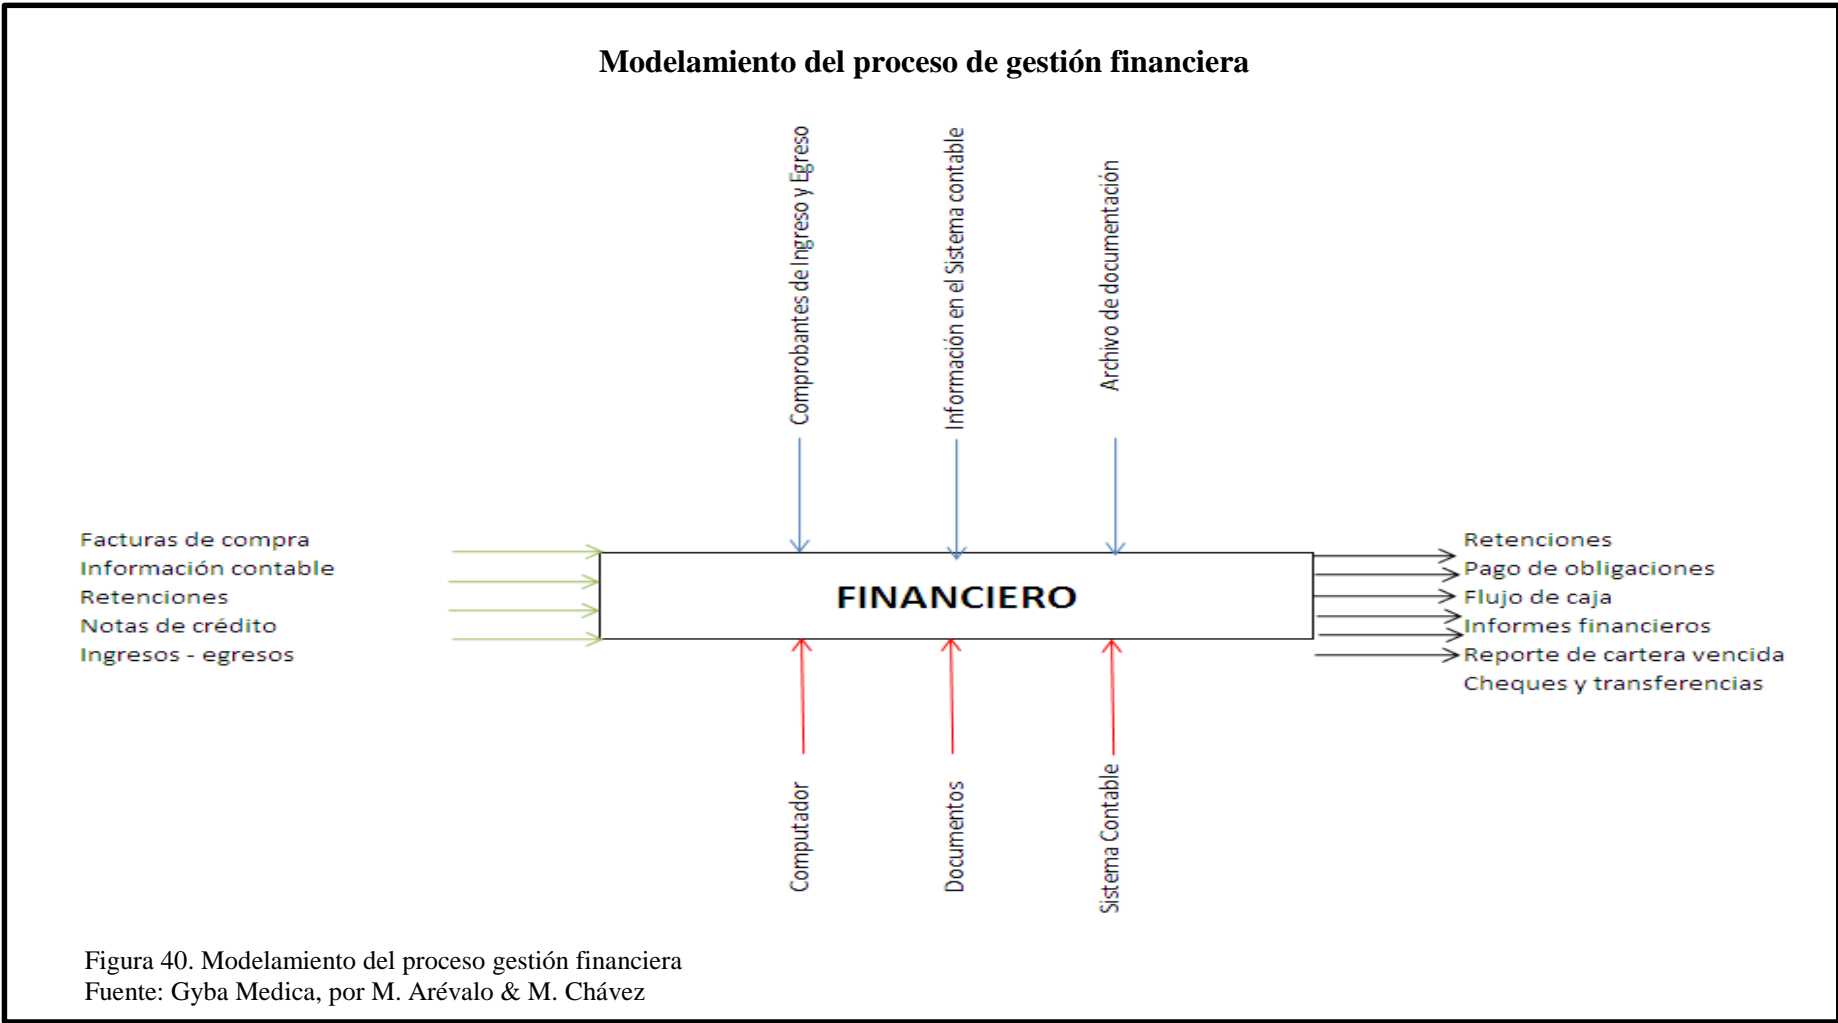 Modelamiento del proceso de gestión financiera
Comprobantes de Ingreso y Egreso
Información en el Sistema contable
Archivo de documentación
Facturas de compra
Información contable
Retenciones
Notas de crédito
Ingresos - egresos
FINANCIERO
Retenciones
Pago de obligaciones
Flujo de caja
Informes financieros
Reporte de cartera vencida
Cheques y transferencias
Computador
Documentos
Sistema Contable
Figura 40. Modelamiento del proceso gestión financiera
Fuente: Gyba Medica, por M. Arévalo & M. Chávez